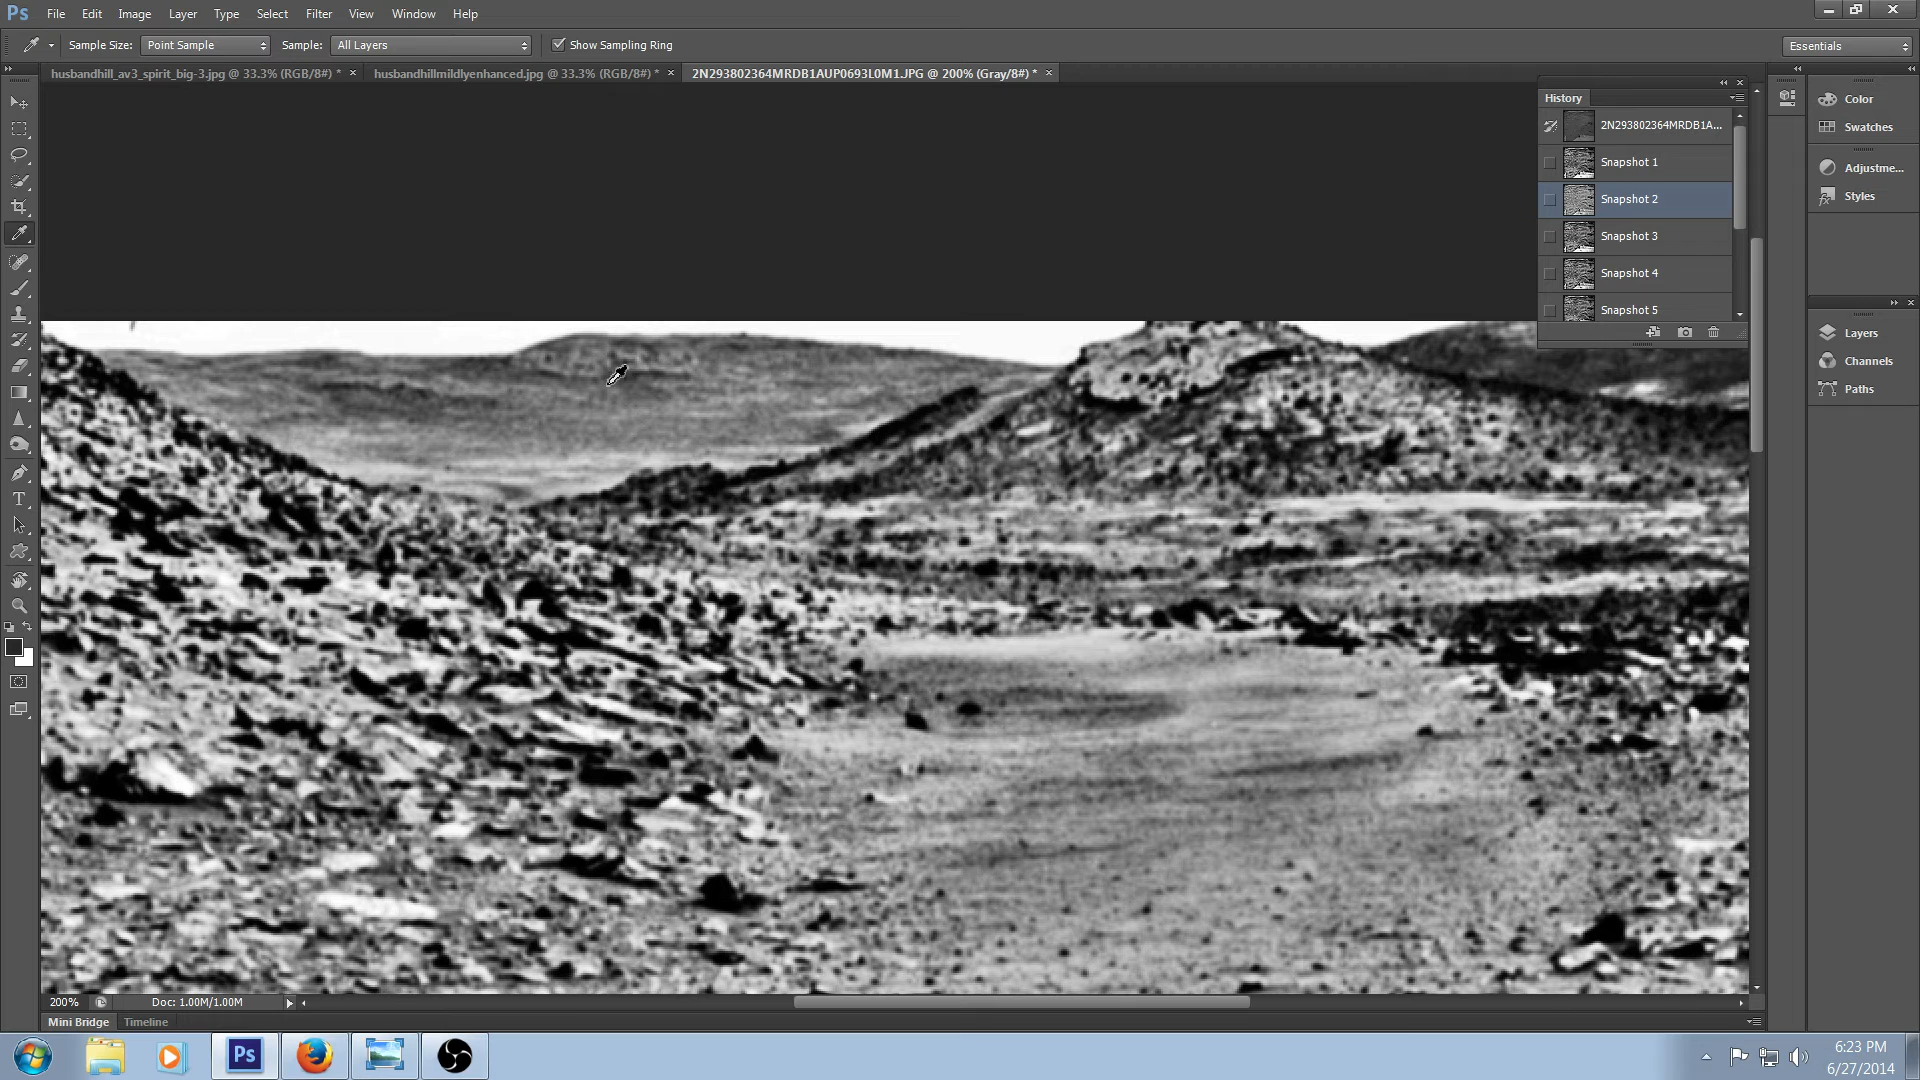 Ps File Edit Image Layer Type Select Filter View Window Help
Sample Size: Point Sample Sample: All Layers Show Sampling Ring Essentials
husbandhill_av3_spirit_big-3.jpg @ 33.3% (RGB/8#) * × husbandhillmildlyenhanced.jpg @ 33.3% (RGB/8#) * × 2N293802364MRDB1AUP0693L0M1.JPG @ 200% (Gray/8#) * ×
History
2N293802364MRDB1A...
Snapshot 1
Snapshot 2
Snapshot 3
Snapshot 4
Snapshot 5
Color
Swatches
Adjustme...
Styles
Layers
Channels
Paths
T
200% Doc: 1.00M/1.00M
Mini Bridge Timeline
Ps
6:23 PM
6/27/2014